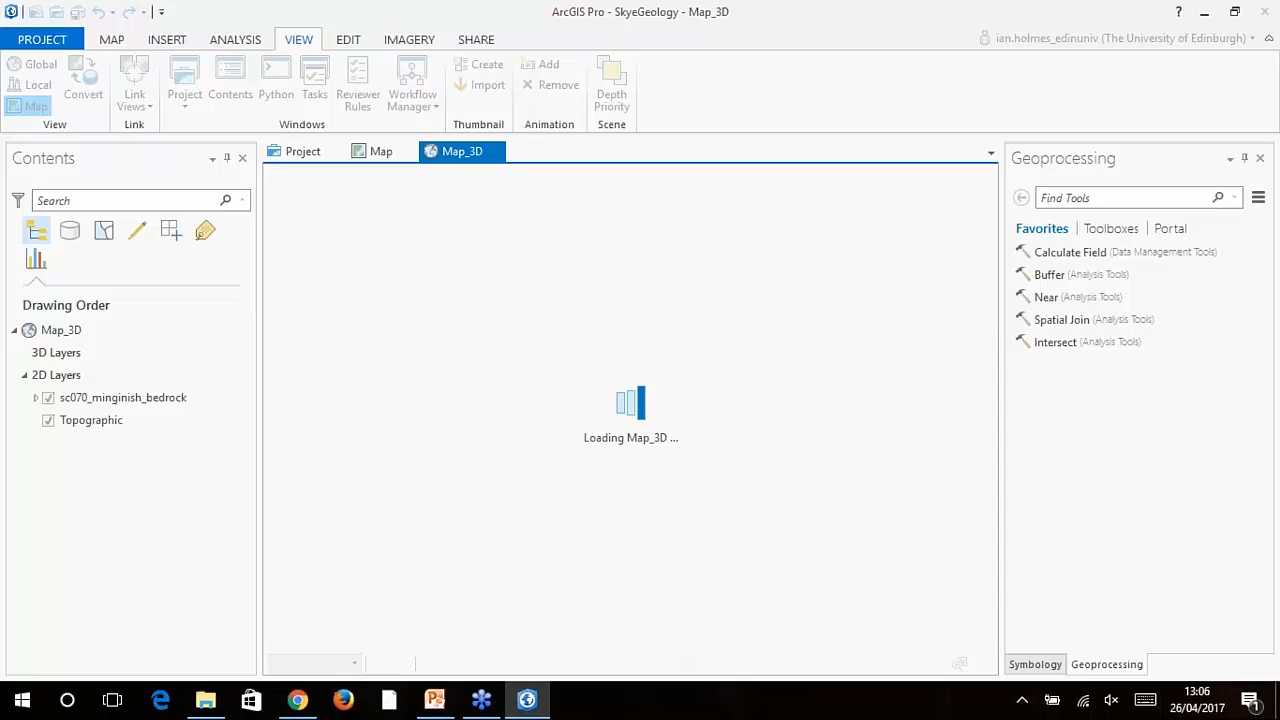 ArcGIS Pro - SkyeGeology - Map_3D
?
PROJECT MAP INSERT ANALYSIS VIEW EDIT IMAGERY SHARE
ian.holmes_edinuniv (The University of Edinburgh)
Global
Local
Map
Convert
View
Link
Views
Link
Project
Contents
Python
Tasks
Reviewer
Rules
Workflow
Manager
Windows
Create
Import
Thumbnail
Add
Remove
Animation
Depth
Priority
Scene
Contents
Search
Drawing Order
Map_3D
3D Layers
2D Layers
sc070_minginish_bedrock
Topographic
Project Map Map_3D
Loading Map_3D ...
Geoprocessing
Find Tools
Favorites Toolboxes Portal
Calculate Field (Data Management Tools)
Buffer (Analysis Tools)
Near (Analysis Tools)
Spatial Join (Analysis Tools)
Intersect (Analysis Tools)
Symbology Geoprocessing
13:06
26/04/2017
1